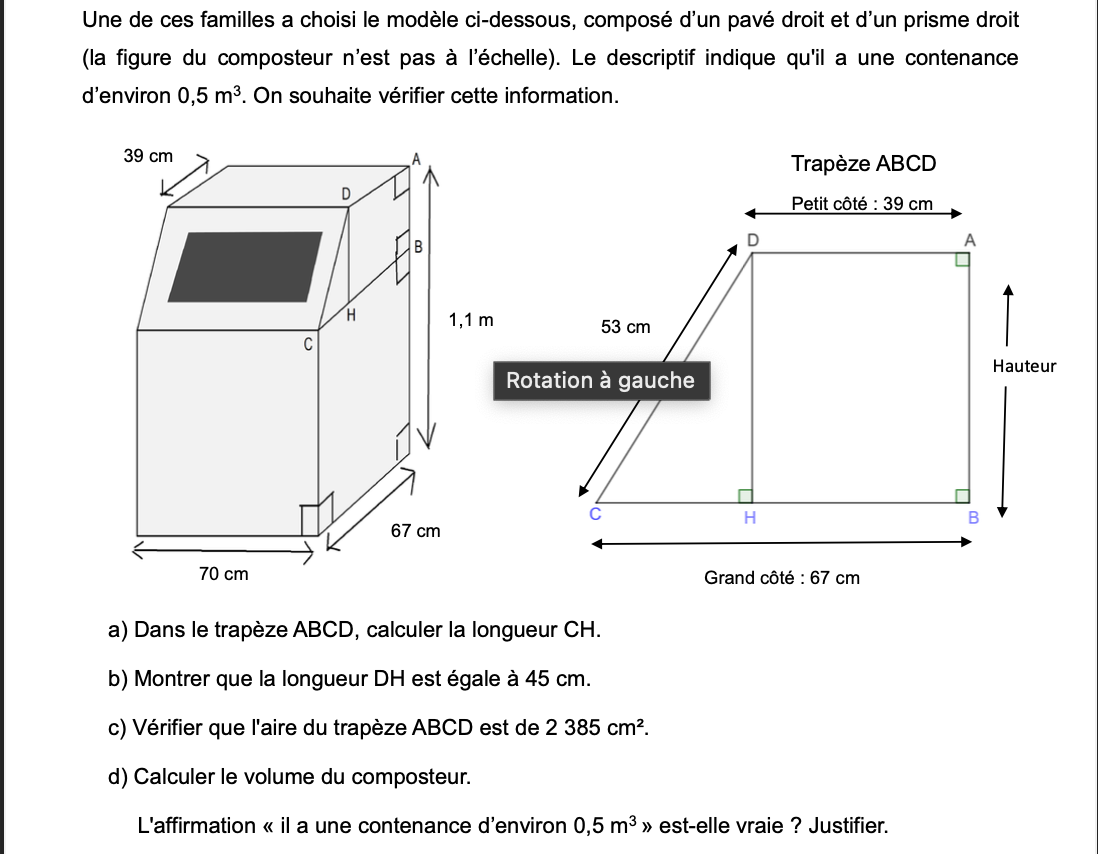 Une de ces familles a choisi le modèle ci-dessous, composé d’un pavé droit et d’un prisme droit
(la figure du composteur n’est pas à l’échelle). Le descriptif indique qu'il a une contenance
d’environ 0,5 m³. On souhaite vérifier cette information.
39 cm
A
D
B
H
C
1,1 m
67 cm
70 cm
Trapèze ABCD
Petit côté : 39 cm
D
A
53 cm
Hauteur
Rotation à gauche
C
H
B
Grand côté : 67 cm
a) Dans le trapèze ABCD, calculer la longueur CH.
b) Montrer que la longueur DH est égale à 45 cm.
c) Vérifier que l'aire du trapèze ABCD est de 2 385 cm².
d) Calculer le volume du composteur.
L'affirmation « il a une contenance d’environ 0,5 m³ » est-elle vraie ? Justifier.